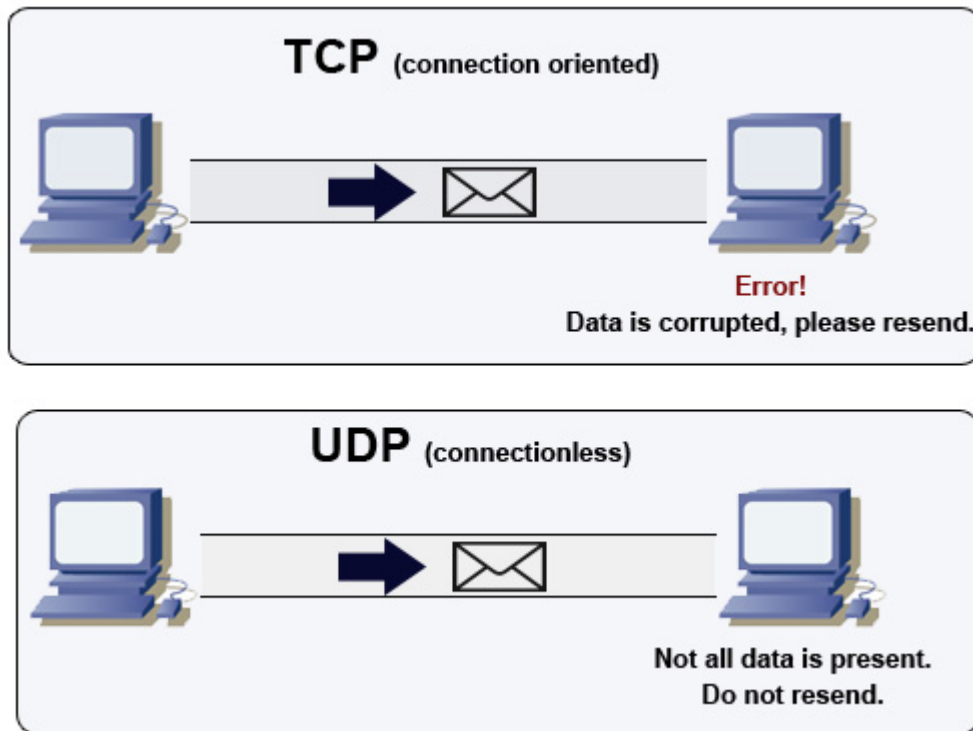 TCP (connection oriented)
Error!
Data is corrupted, please resend.
UDP (connectionless)
Not all data is present.
Do not resend.